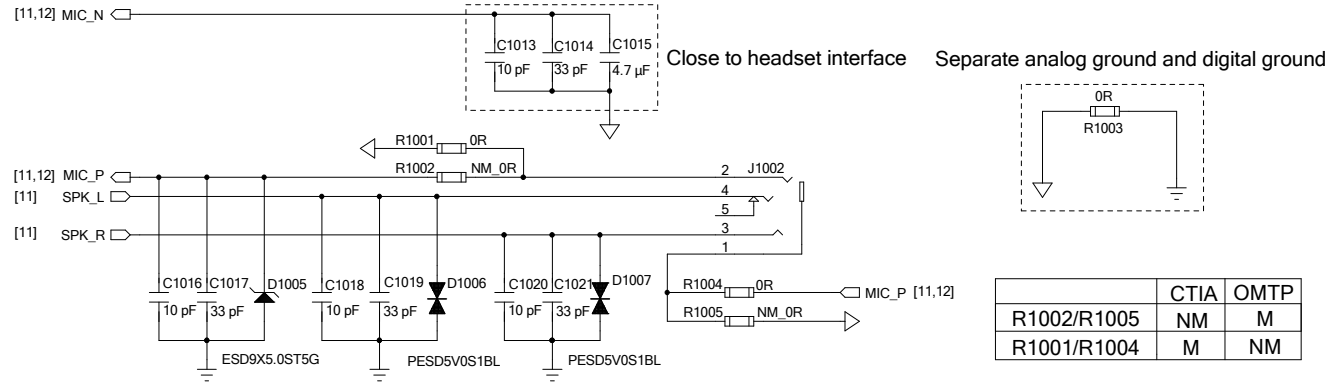 [11,12] MIC_N
C1013
C1014
C1015
10 pF
33 pF
4.7 µF
Close to headset interface
Separate analog ground and digital ground
0R
R1003
R1001
0R
R1002
NM_0R
[11,12] MIC_P
[11] SPK_L
[11] SPK_R
2
J1002
4
5
3
1
C1016
C1017
D1005
C1018
C1019
D1006
C1020
C1021
D1007
10 pF
33 pF
10 pF
33 pF
10 pF
33 pF
ESD9X5.0ST5G
PESD5V0S1BL
PESD5V0S1BL
R1004
0R
MIC_P [11,12]
R1005
NM_0R
CTIA OMTP
R1002/R1005 NM M
R1001/R1004 M NM